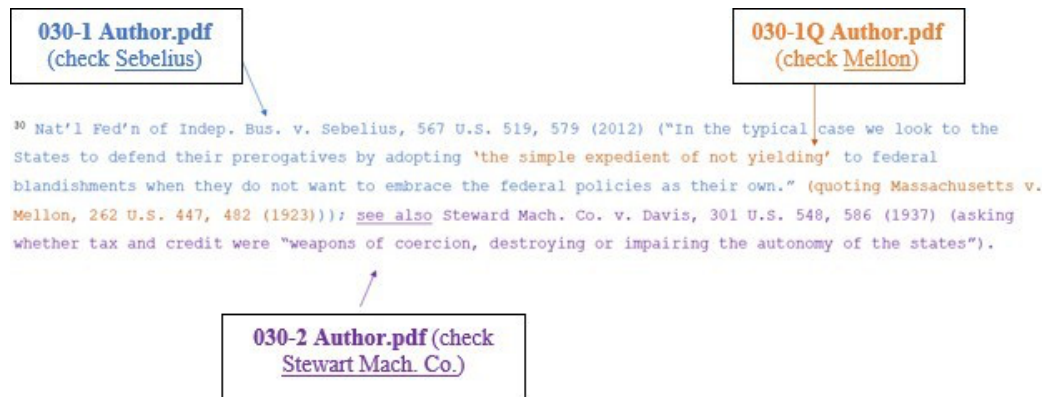 030-1 Author.pdf
(check Sebelius)
030-1Q Author.pdf
(check Mellon)
30 Nat'l Fed'n of Indep. Bus. v. Sebelius, 567 U.S. 519, 579 (2012) ("In the typical case we look to the
States to defend their prerogatives by adopting 'the simple expedient of not yielding' to federal
blandishments when they do not want to embrace the federal policies as their own." (quoting Massachusetts v.
Mellon, 262 U.S. 447, 482 (1923))); see also Steward Mach. Co. v. Davis, 301 U.S. 548, 586 (1937) (asking
whether tax and credit were "weapons of coercion, destroying or impairing the autonomy of the states").
030-2 Author.pdf (check
Stewart Mach. Co.)